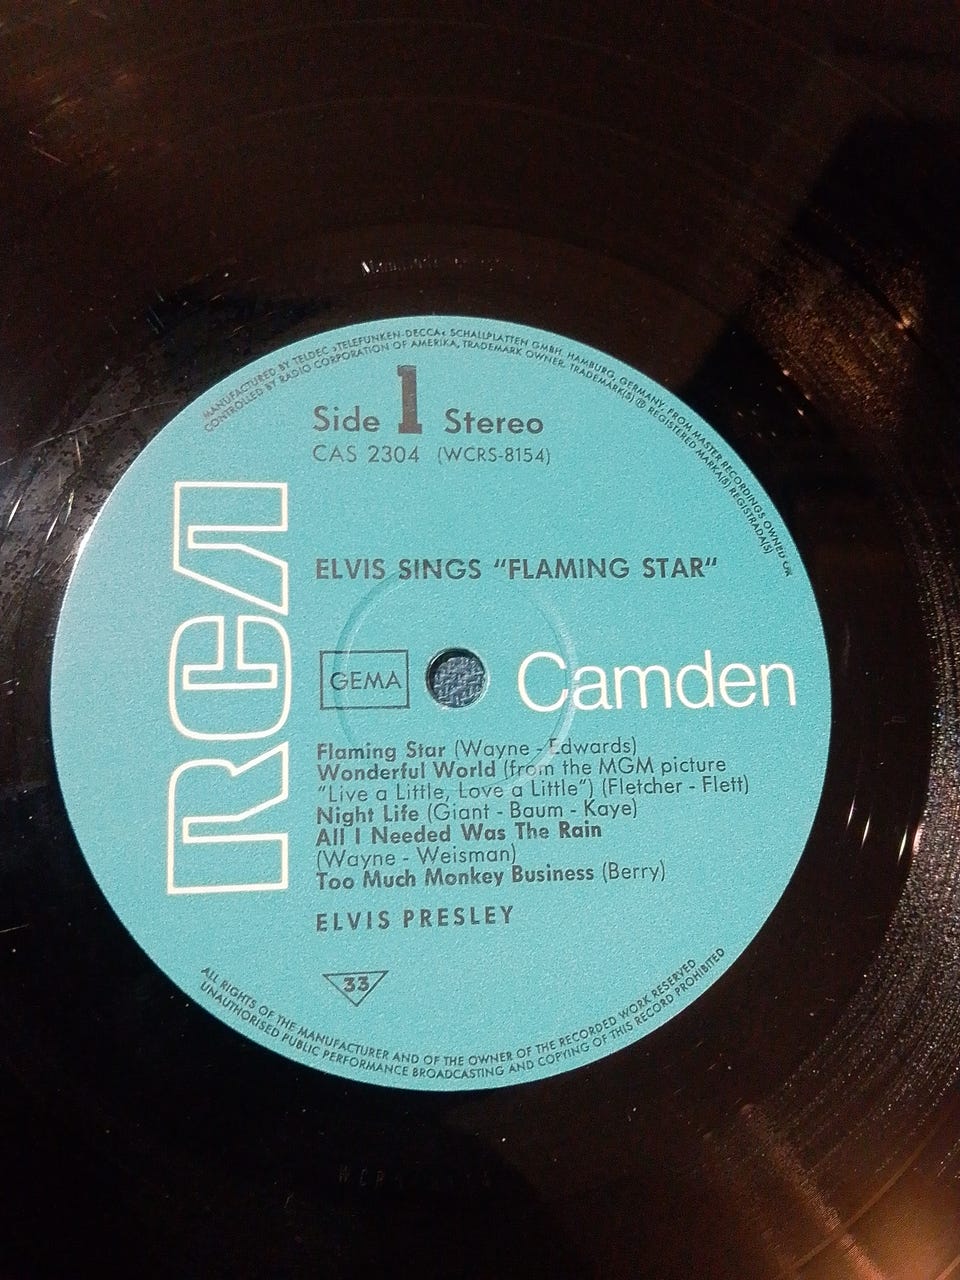 MANUFACTURED BY TELDEC »TELEFUNKEN-DECCA« SCHALLPLATTEN GMBH, HAMBURG, GERMANY, FROM MASTER RECORDINGS OWNED OR
CONTROLLED BY RADIO CORPORATION OF AMERIKA, TRADEMARK OWNER. TRADEMARK(S) ® REGISTERED MARKA(S) REGISTRADA(S)
Side 1 Stereo
CAS 2304 (WCRS-8154)
RCA
ELVIS SINGS “FLAMING STAR“
GEMA
Camden
Flaming Star (Wayne - Edwards)
Wonderful World (from the MGM picture
“Live a Little, Love a Little“) (Fletcher - Flett)
Night Life (Giant - Baum - Kaye)
All I Needed Was The Rain
(Wayne - Weisman)
Too Much Monkey Business (Berry)
ELVIS PRESLEY
33
ALL RIGHTS OF THE MANUFACTURER AND OF THE OWNER OF THE RECORDED WORK RESERVED
UNAUTHORISED PUBLIC PERFORMANCE BROADCASTING AND COPYING OF THIS RECORD PROHIBITED